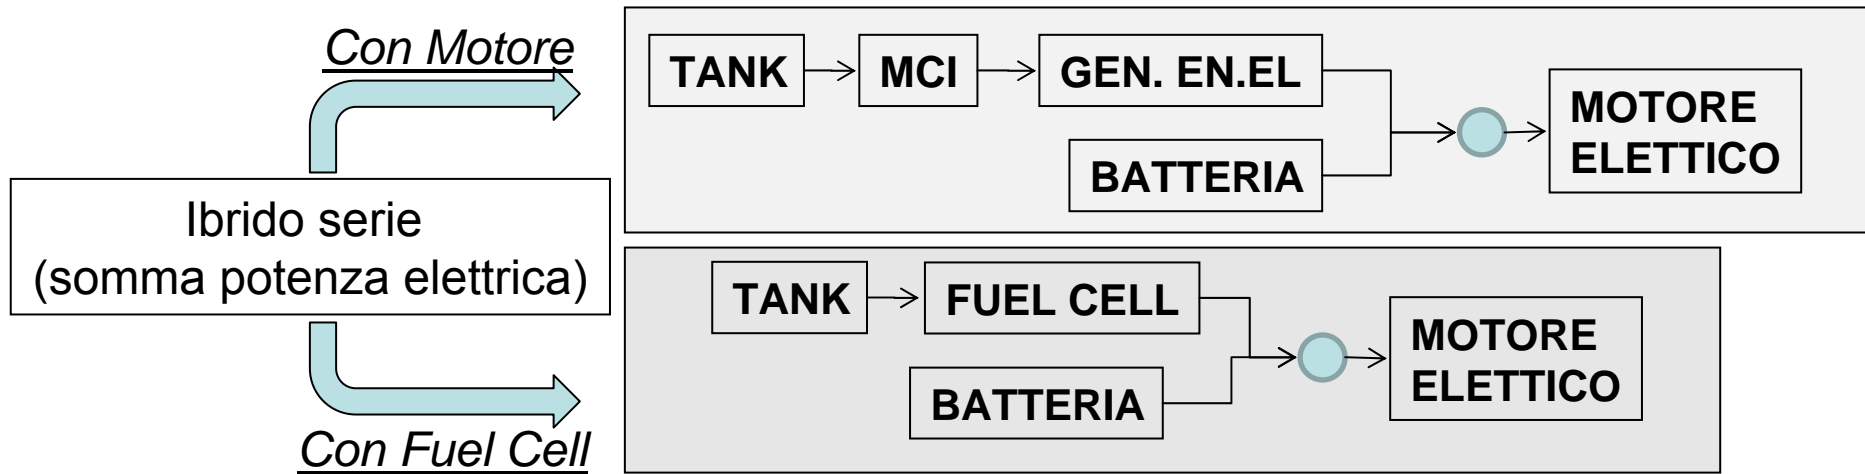 Con Motore
TANK
MCI
GEN. EN.EL
BATTERIA
MOTORE
ELETTICO
Ibrido serie
(somma potenza elettrica)
TANK
FUEL CELL
BATTERIA
MOTORE
ELETTICO
Con Fuel Cell